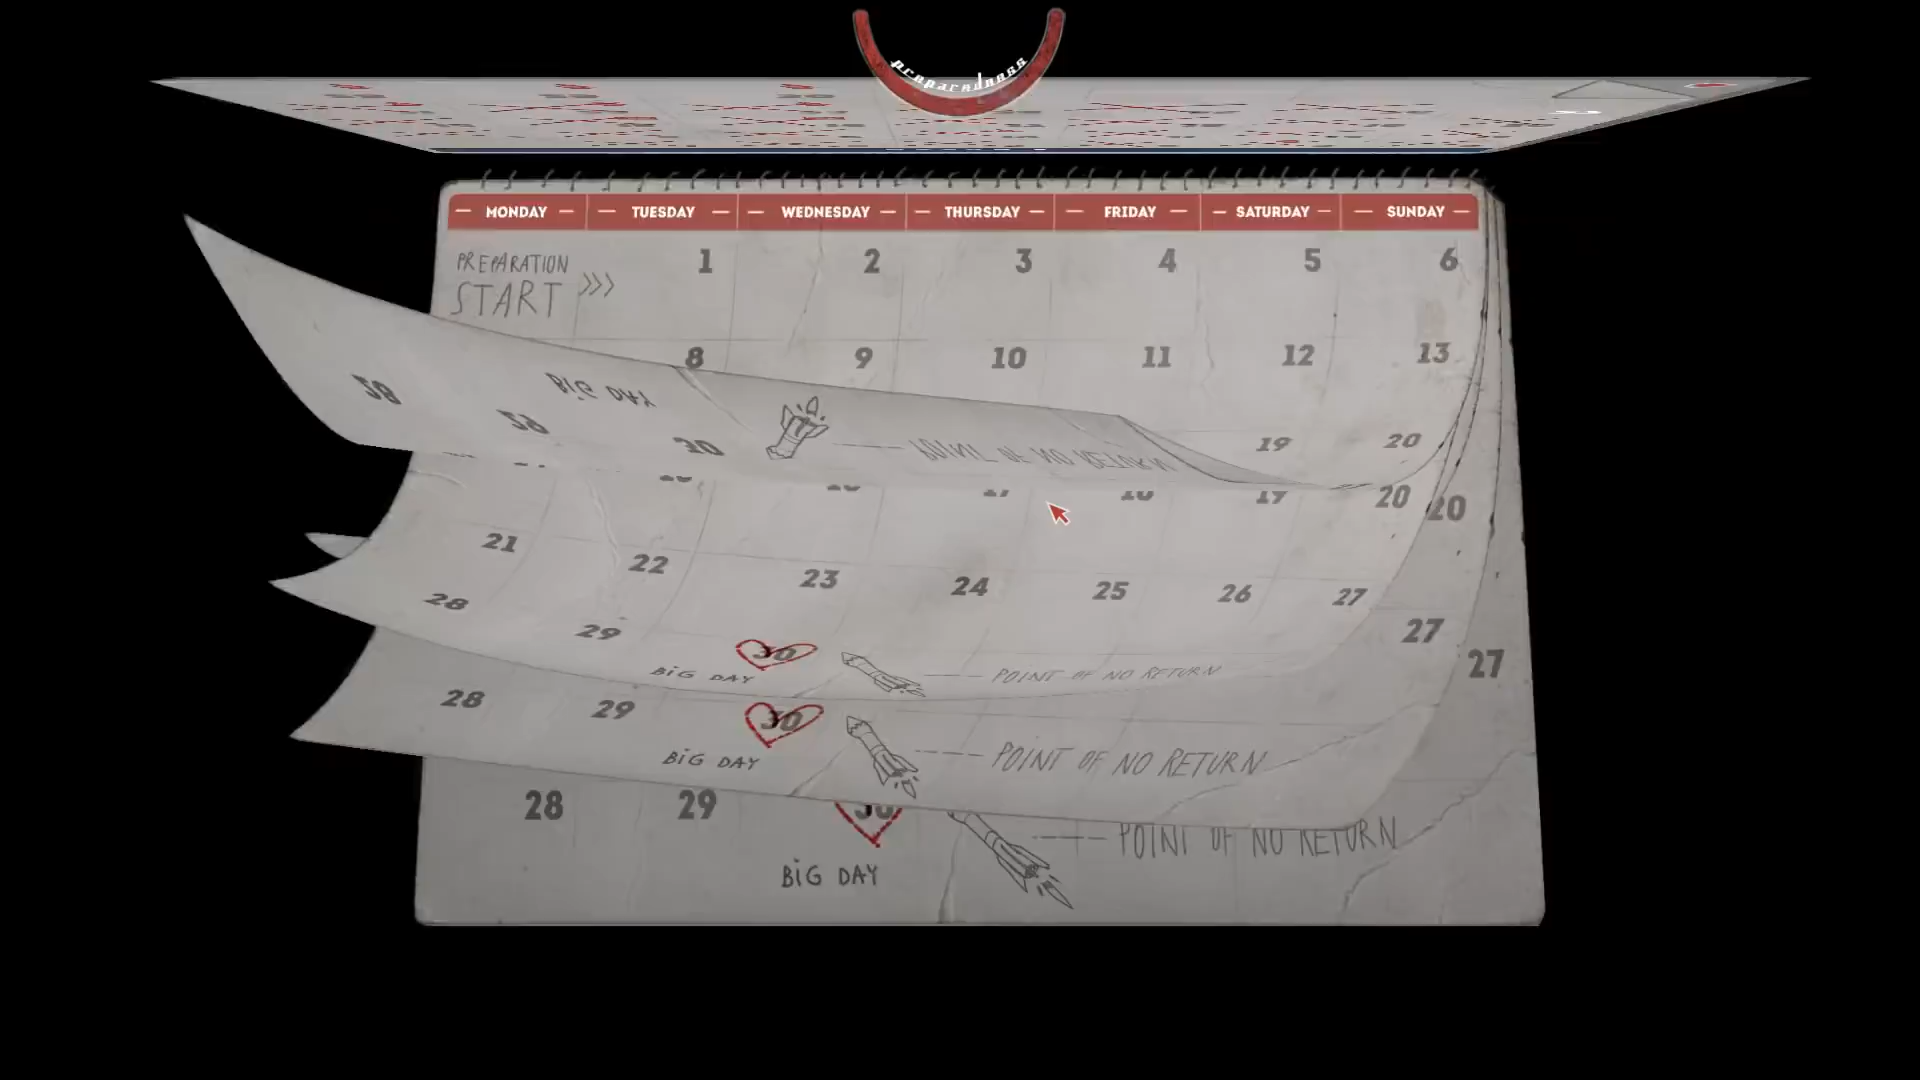 preparadness
MONDAY TUESDAY WEDNESDAY THURSDAY FRIDAY SATURDAY SUNDAY
PREPARATION
START >>>
1 2 3 4 5 6
8 9 10 11 12 13
BiG DAY
30
POINT OF NO RETURN
19 20
19 20 20
21 22 23 24 25 26 27
28 29 30
27 27
BiG DAY
POINT OF NO RETURN
28 29 30
BiG DAY
POINT OF NO RETURN
28 29 30
POINT OF NO RETURN
BiG DAY